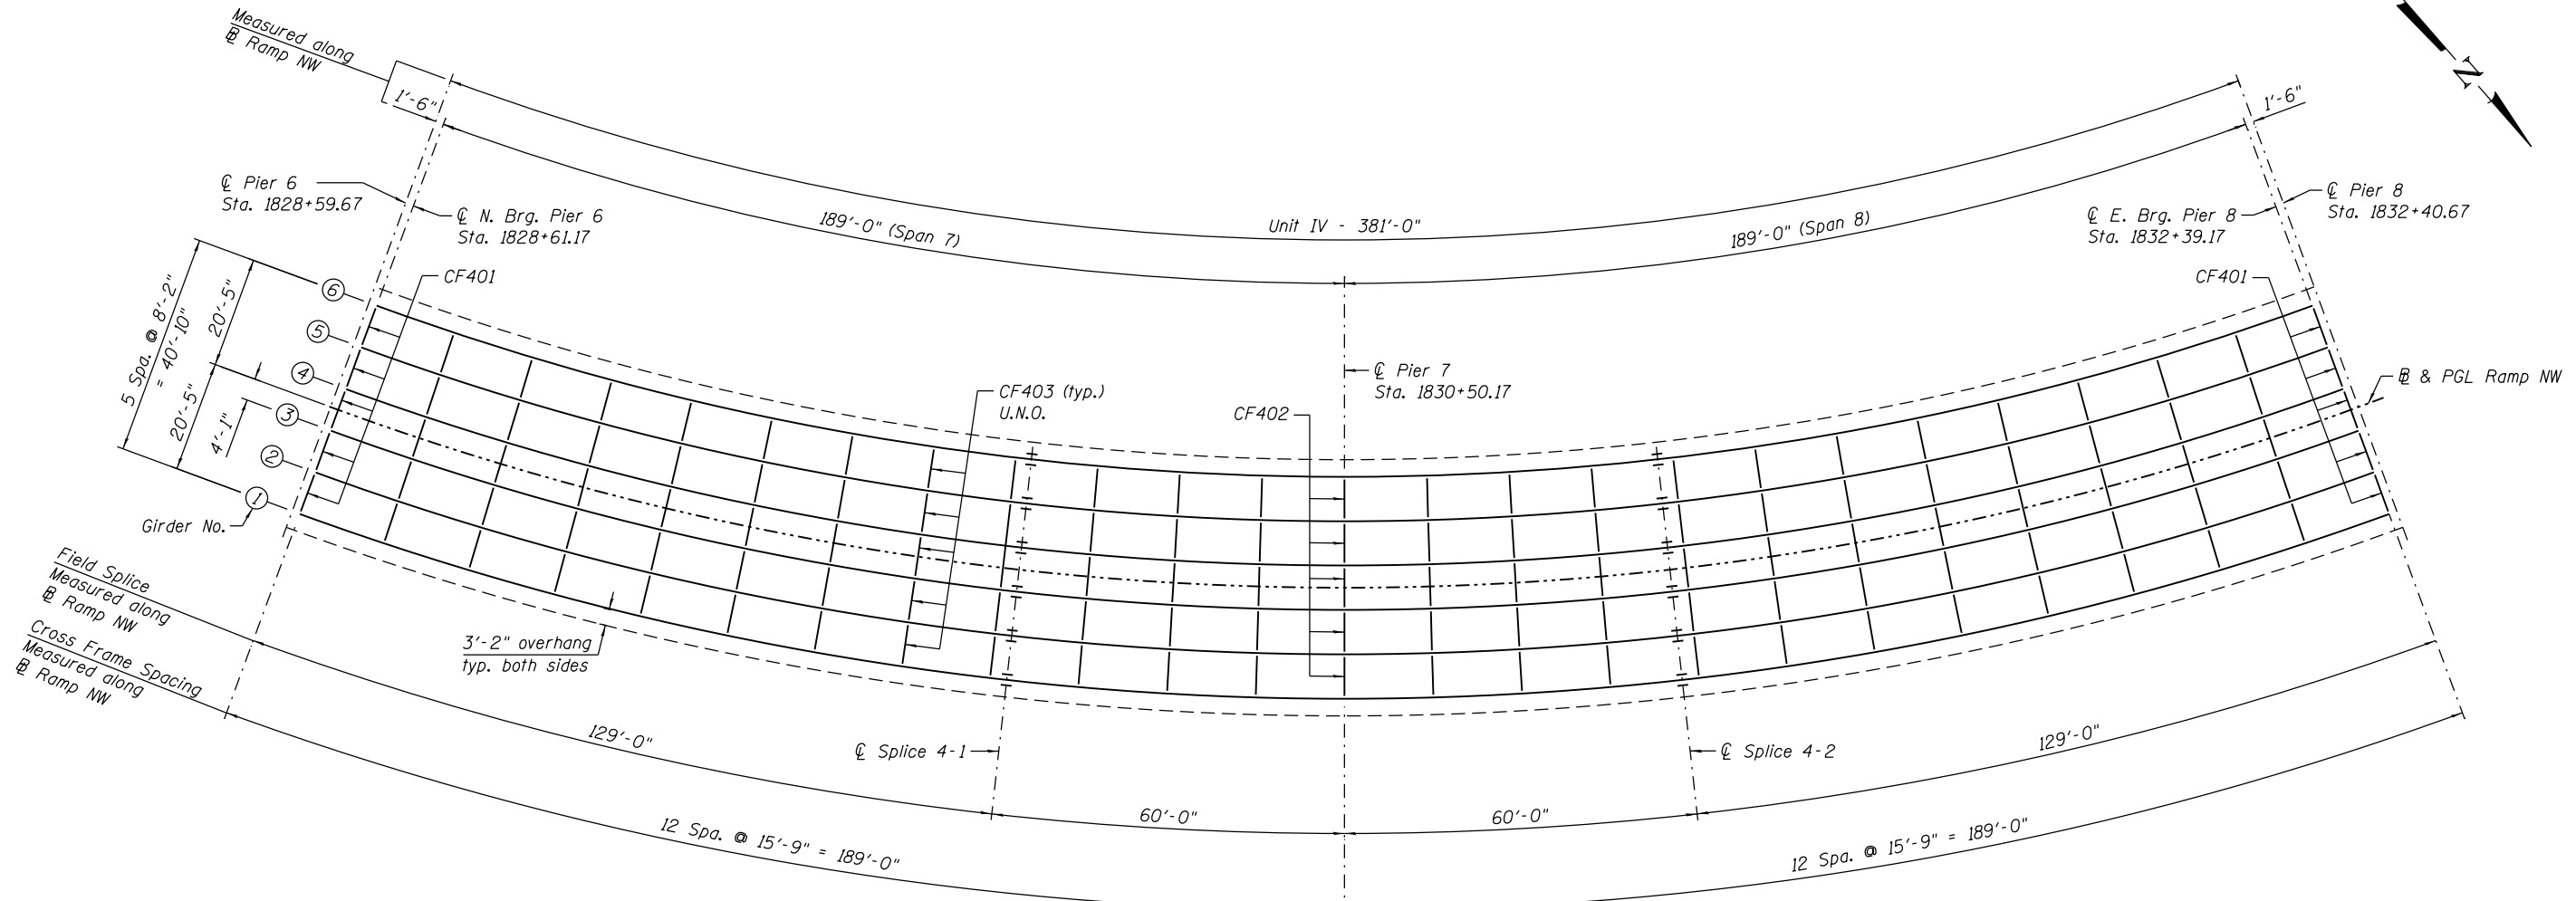 Measured along
℄ Ramp NW
1'-6"
1'-6"
N
℄ Pier 6
Sta. 1828+59.67
℄ N. Brg. Pier 6
Sta. 1828+61.17
189'-0" (Span 7)
Unit IV - 381'-0"
189'-0" (Span 8)
℄ E. Brg. Pier 8
Sta. 1832+39.17
℄ Pier 8
Sta. 1832+40.67
CF401
CF401
5 Spa. @ 8'-2"
= 40'-10"
20'-5"
20'-5"
4'-1"
6
5
4
3
2
1
Girder No.
CF403 (typ.)
U.N.O.
CF402
℄ Pier 7
Sta. 1830+50.17
℄ & PGL Ramp NW
Field Splice
Measured along
℄ Ramp NW
Cross Frame Spacing
Measured along
℄ Ramp NW
3'-2" overhang
typ. both sides
129'-0"
℄ Splice 4-1
60'-0"
60'-0"
℄ Splice 4-2
129'-0"
12 Spa. @ 15'-9" = 189'-0"
12 Spa. @ 15'-9" = 189'-0"